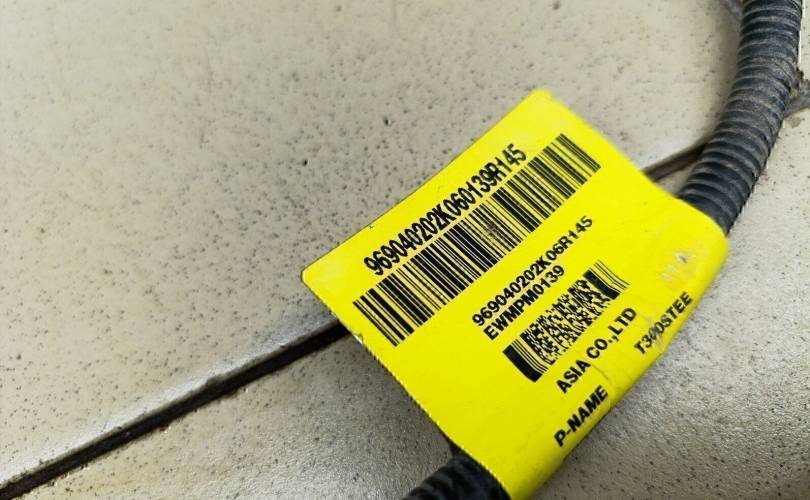 969040202K060139R145
969040202K06R145
EWMPM0139
ASIA CO.,LTD
P-NAME T300STEE